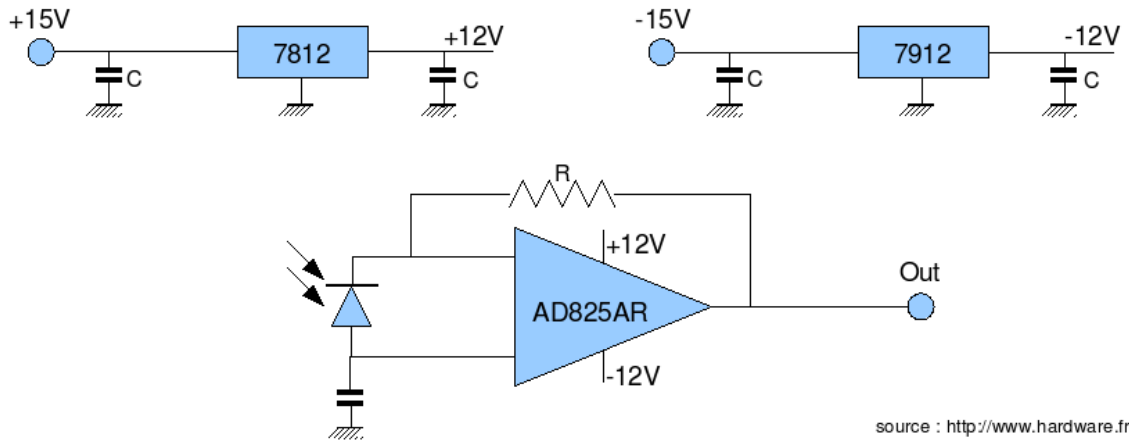 +15V
7812
+12V
C
C
-15V
7912
-12V
C
C
R
+12V
AD825AR
-12V
Out
source : http://www.hardware.fr